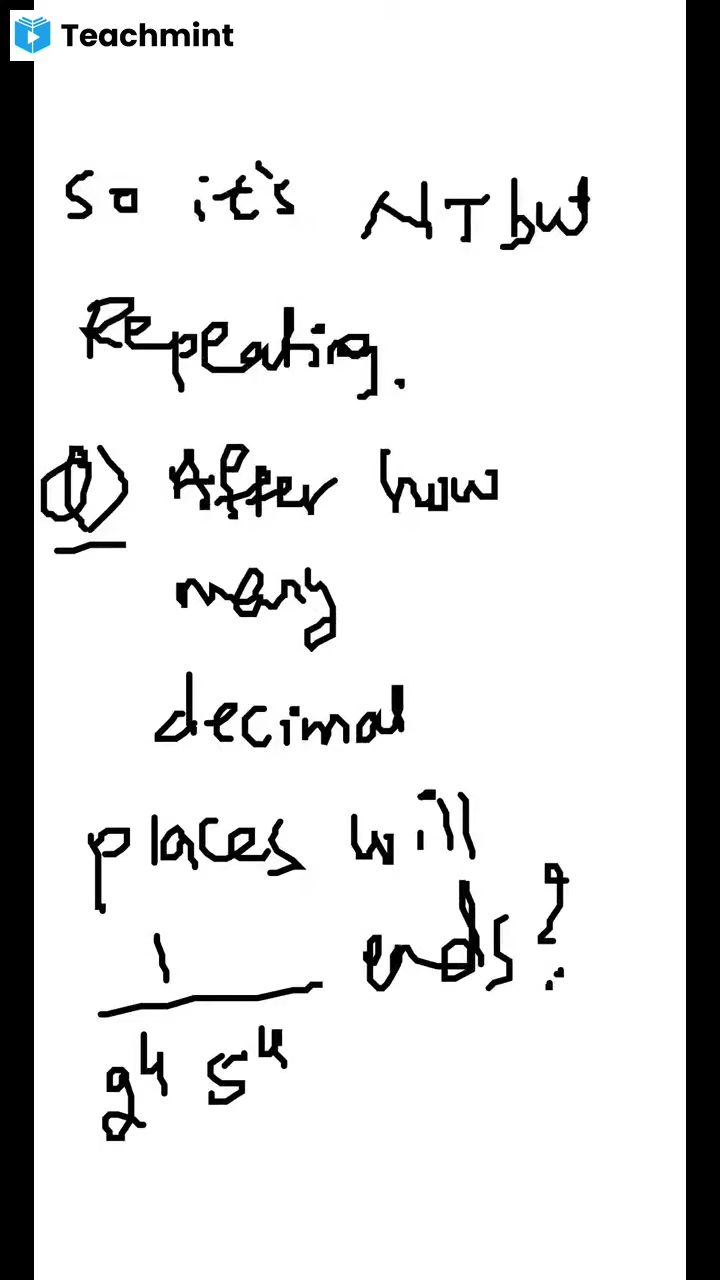 Teachmint
So it's NT but
Repeating.
Q) After how
many
decimal
places will
1 ends?
2⁴ 5⁴